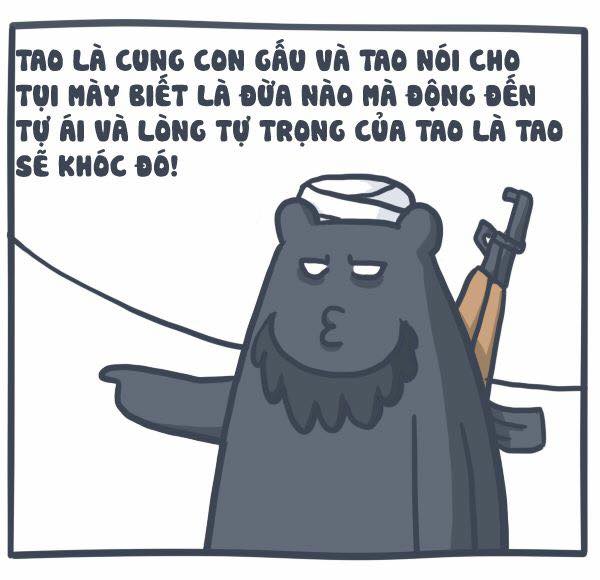 TAO LÀ CUNG CON GẤU VÀ TAO NÓI CHO
TỤI MÀY BIẾT LÀ ĐỪA NÀO MÀ ĐỘNG ĐẾN
TỰ ÁI VÀ LÒNG TỰ TRỌNG CỦA TAO LÀ TAO
SẼ KHÓC ĐÓ!